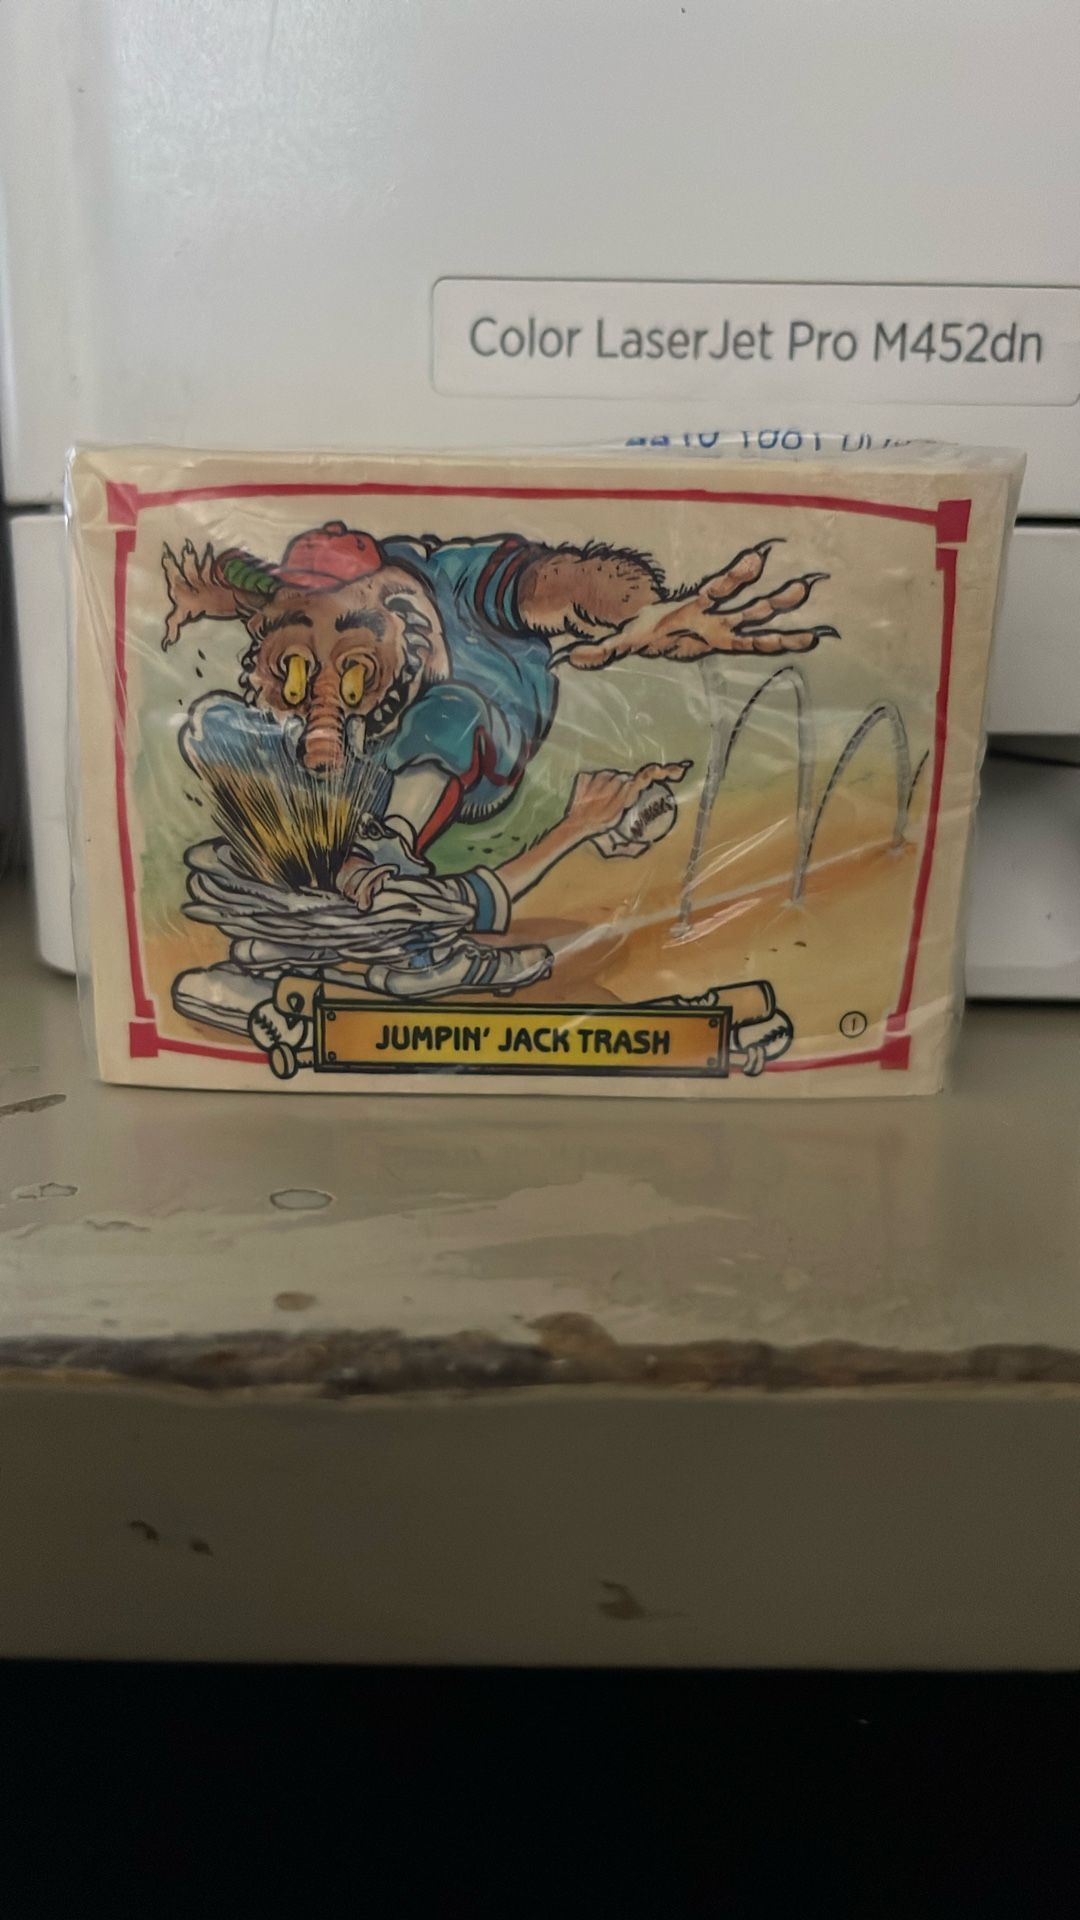 Color LaserJet Pro M452dn
JUMPIN' JACK TRASH
1